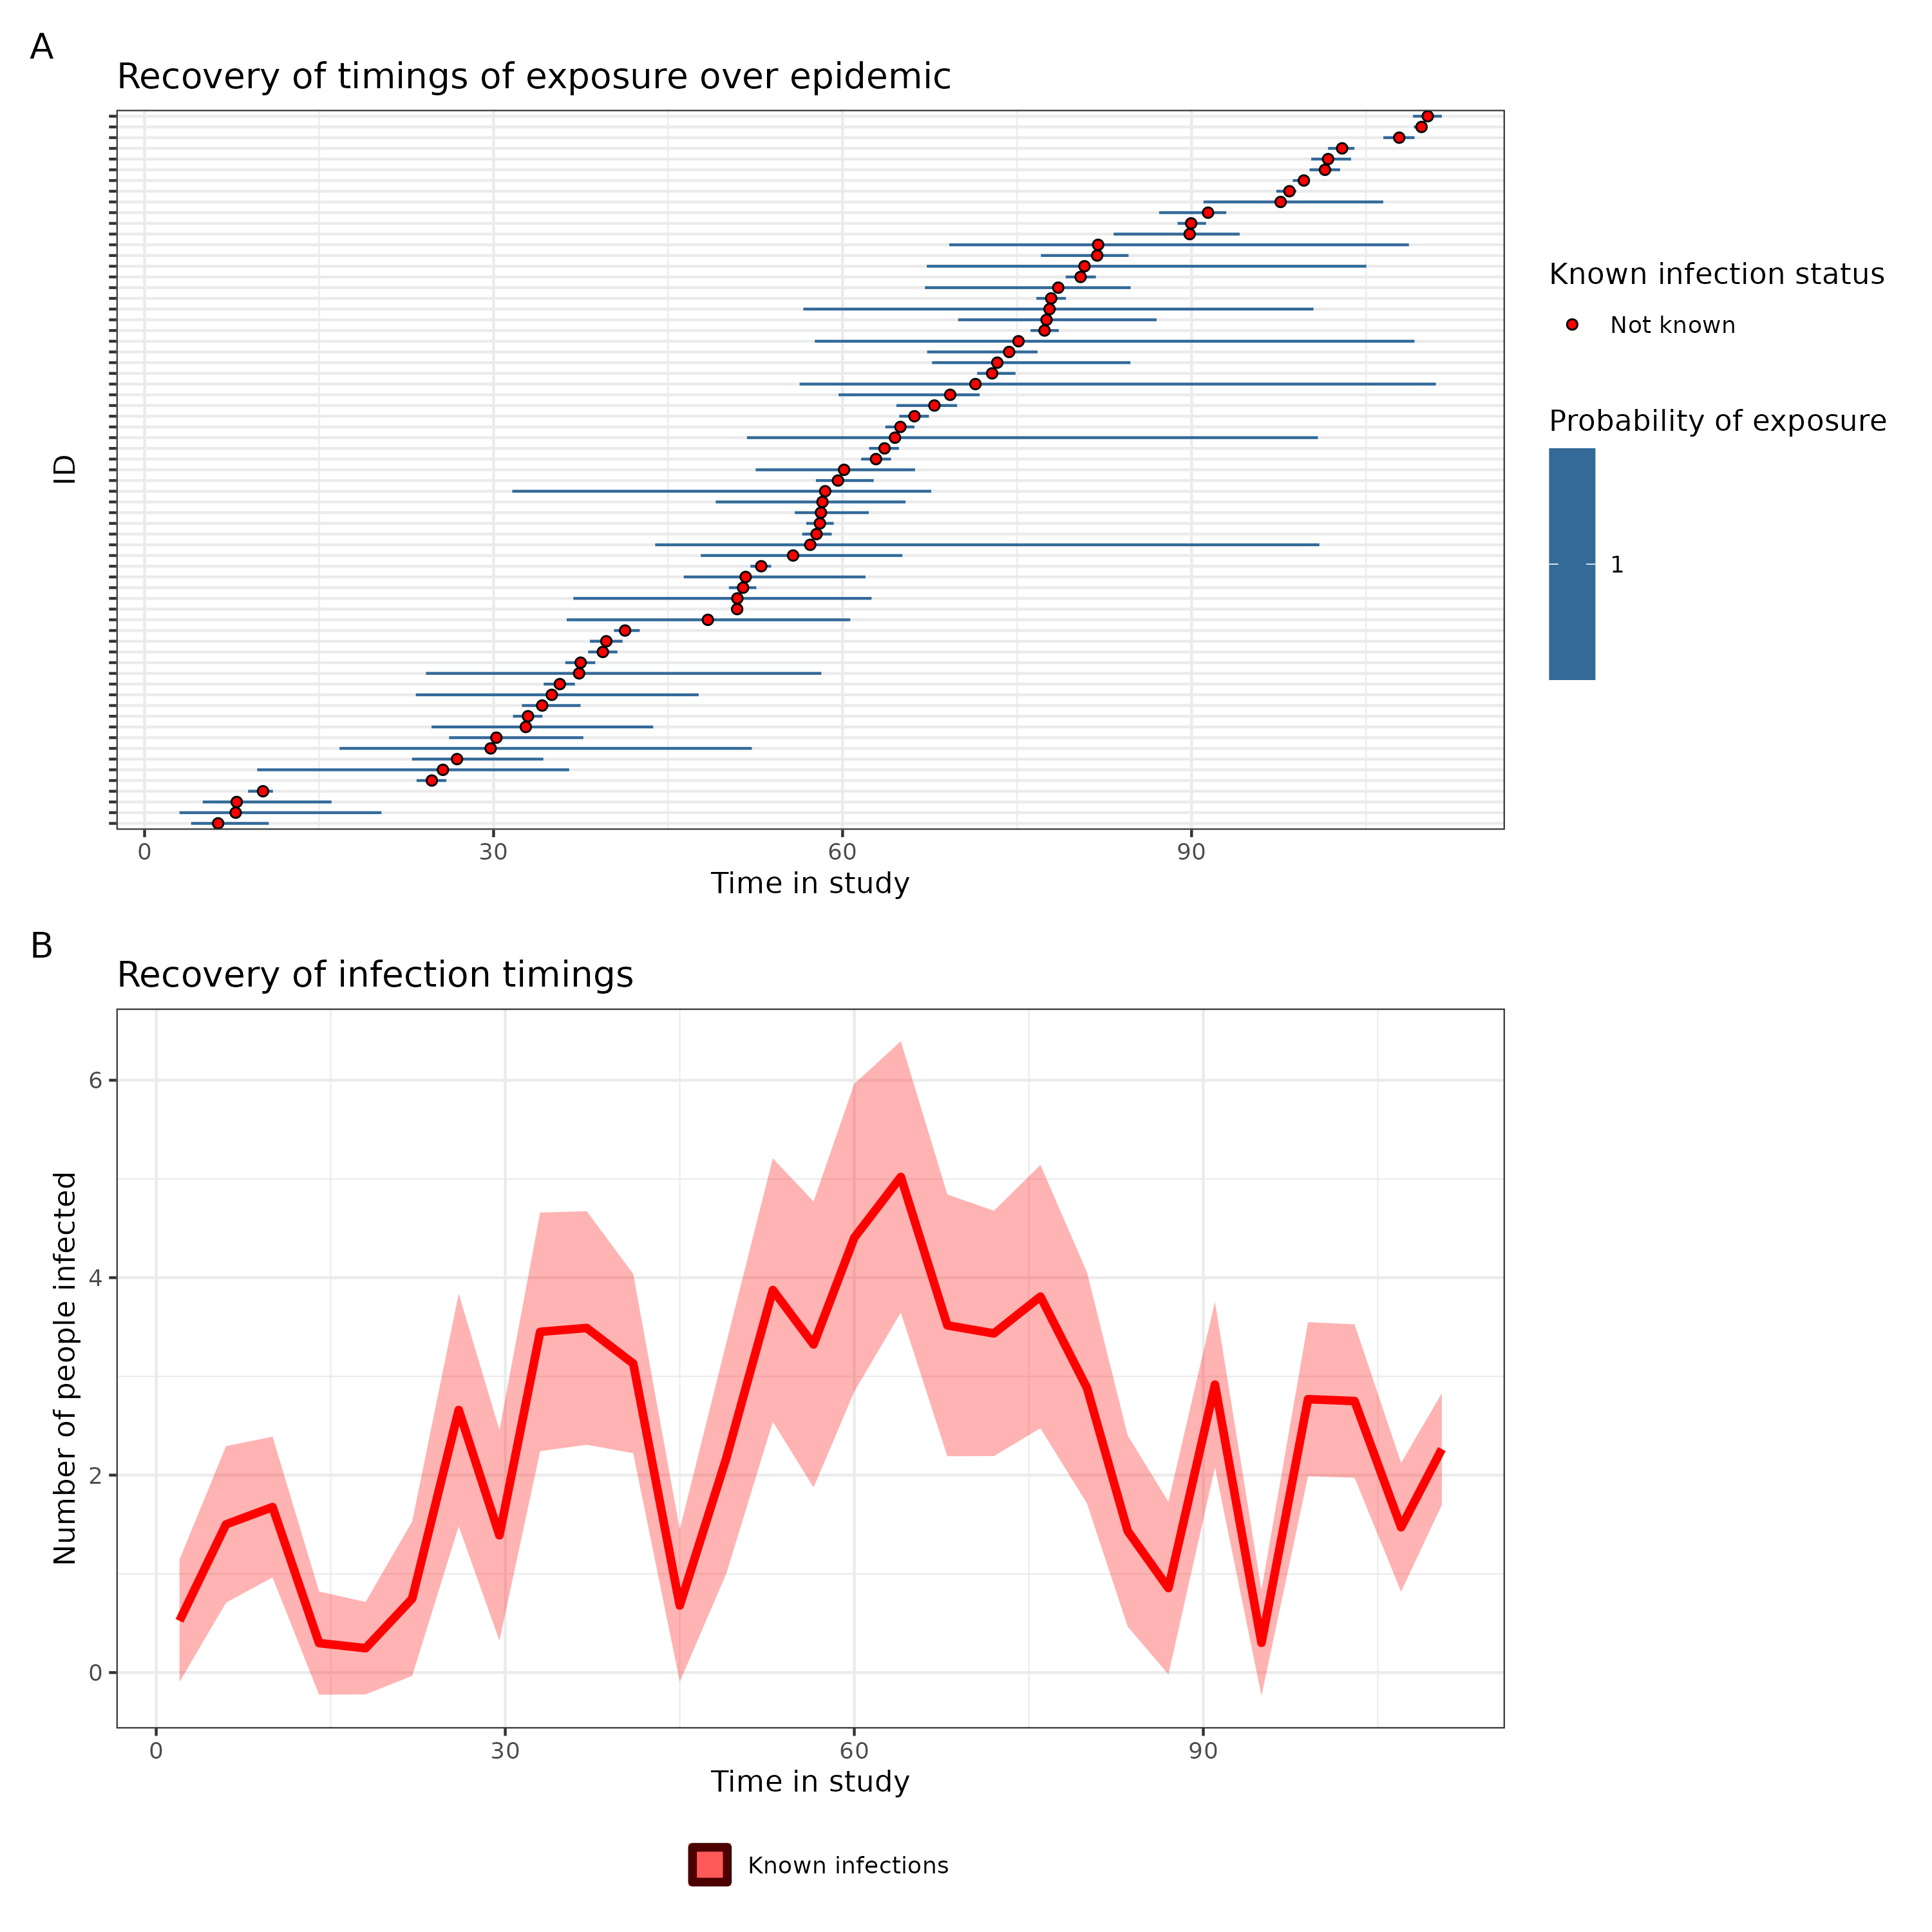 A
Recovery of timings of exposure over epidemic
ID
0 30 60 90
Time in study
Known infection status
Not known
Probability of exposure
1
B
Recovery of infection timings
Number of people infected
6
4
2
0
0 30 60 90
Time in study
Known infections